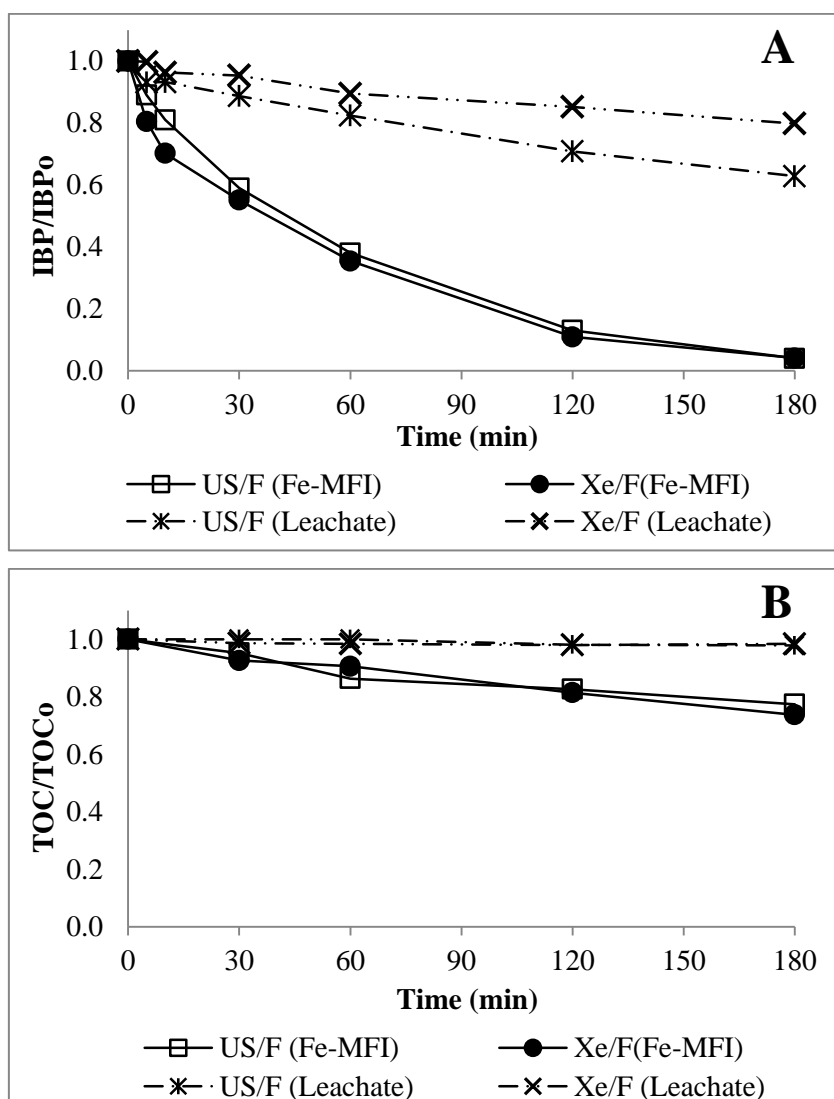 A
1.0
0.8
0.6
0.4
0.2
0.0
IBP/IBPo
0 30 60 90 120 150 180
Time (min)
US/F (Fe-MFI) Xe/F(Fe-MFI)
US/F (Leachate) Xe/F (Leachate)
B
1.0
0.8
0.6
0.4
0.2
0.0
TOC/TOCo
0 30 60 90 120 150 180
Time (min)
US/F (Fe-MFI) Xe/F(Fe-MFI)
US/F (Leachate) Xe/F (Leachate)